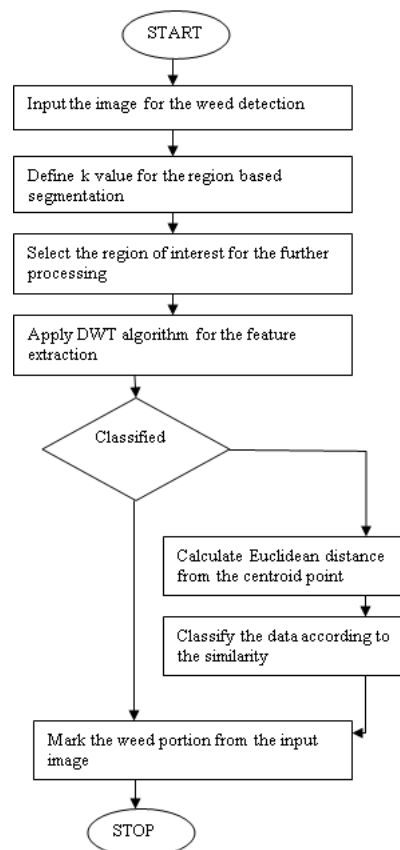 START
Input the image for the weed detection
Define k value for the region based
segmentation
Select the region of interest for the further
processing
Apply DWT algorithm for the feature
extraction
Classified
Calculate Euclidean distance
from the centroid point
Classify the data according to
the similarity
Mark the weed portion from the input
image
STOP